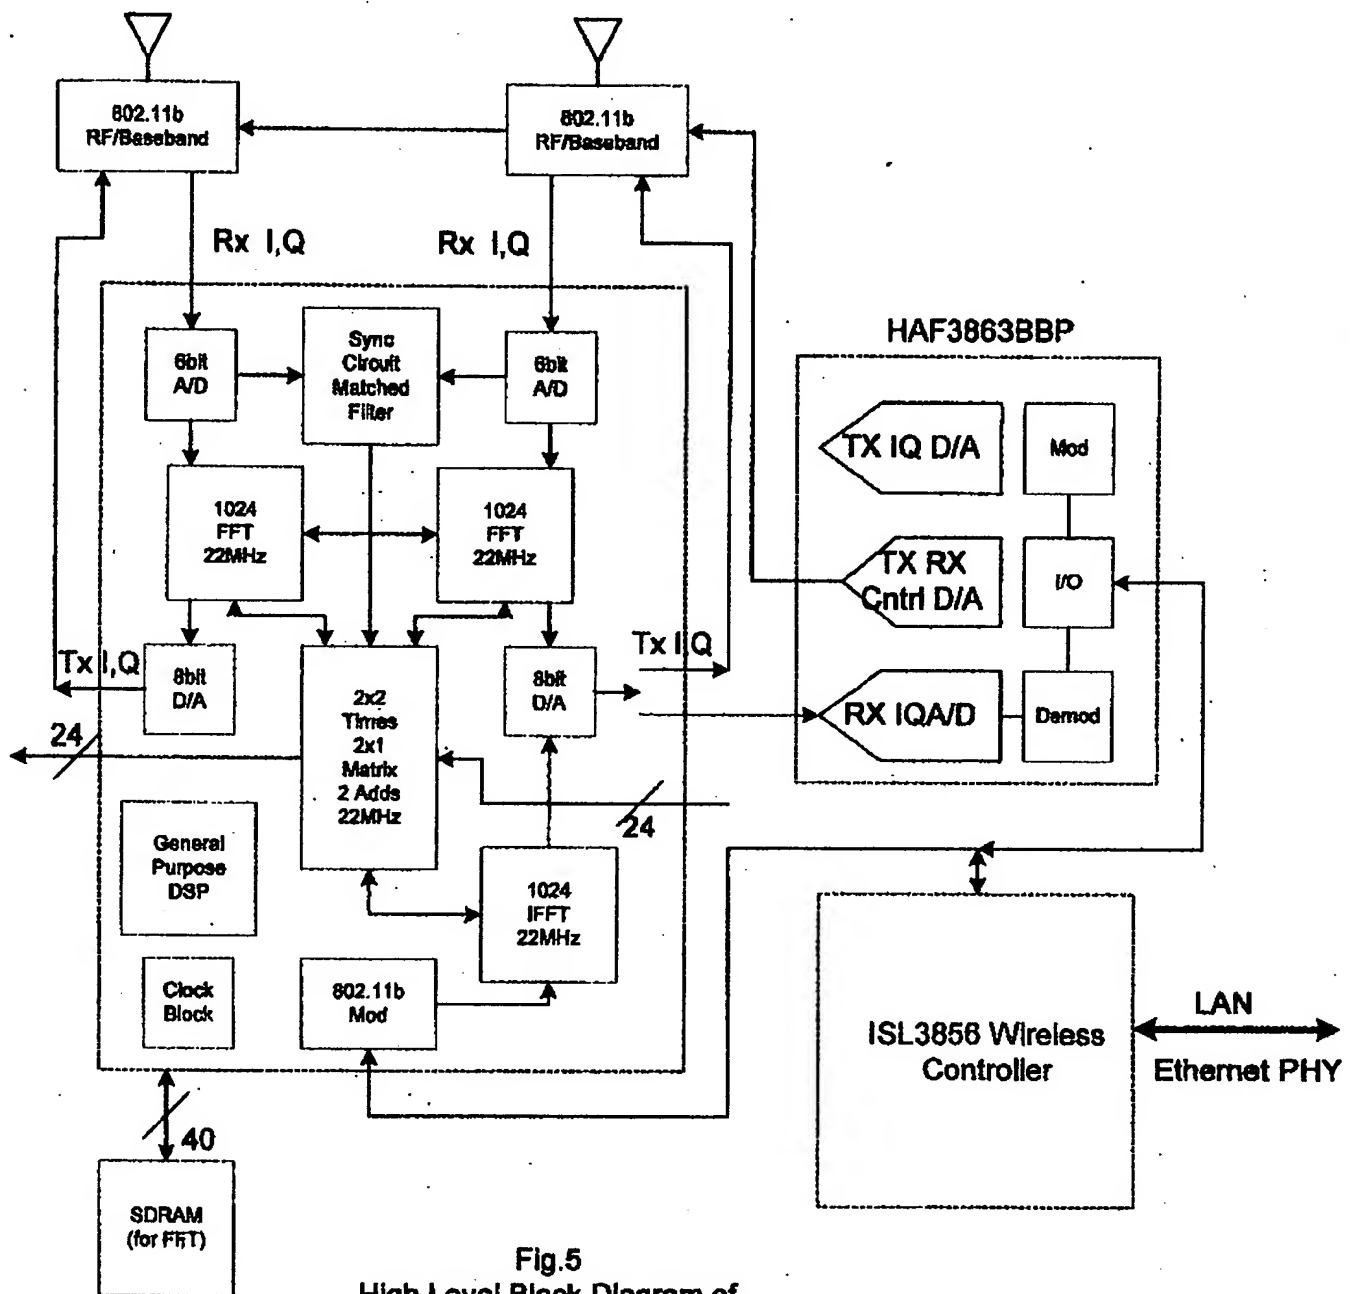 802.11b
RF/Baseband
802.11b
RF/Baseband
Rx I,Q
Rx I,Q
6bit
A/D
Sync
Circuit
Matched
Filter
6bit
A/D
HAF3863BBP
TX IQ D/A
Mod
1024
FFT
22MHz
1024
FFT
22MHz
TX RX
Cntrl D/A
I/O
Tx I,Q
8bit
D/A
2x2
Times
2x1
Matrix
2 Adds
22MHz
8bit
D/A
Tx I,Q
RX IQA/D
Demod
24
24
General
Purpose
DSP
1024
IFFT
22MHz
Clock
Block
802.11b
Mod
ISL3856 Wireless
Controller
LAN
Ethernet PHY
40
SDRAM
(for FFT)
Fig.5
High Level Block Diagram of